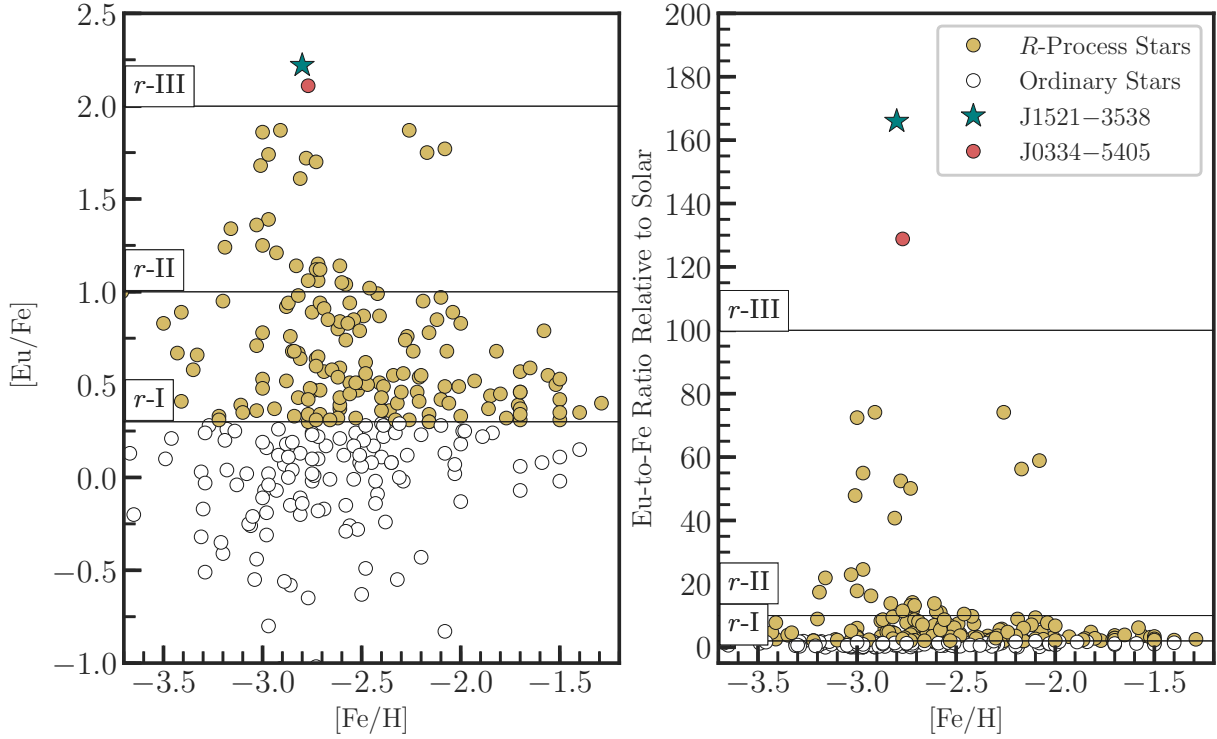 2.5
2.0
1.5
1.0
0.5
0.0
−0.5
−1.0
[Eu/Fe]
r-III
r-II
r-I
−3.5
−3.0
−2.5
−2.0
−1.5
[Fe/H]
200
180
160
140
120
100
80
60
40
20
0
Eu-to-Fe Ratio Relative to Solar
R-Process Stars
Ordinary Stars
J1521−3538
J0334−5405
r-III
r-II
r-I
−3.5
−3.0
−2.5
−2.0
−1.5
[Fe/H]